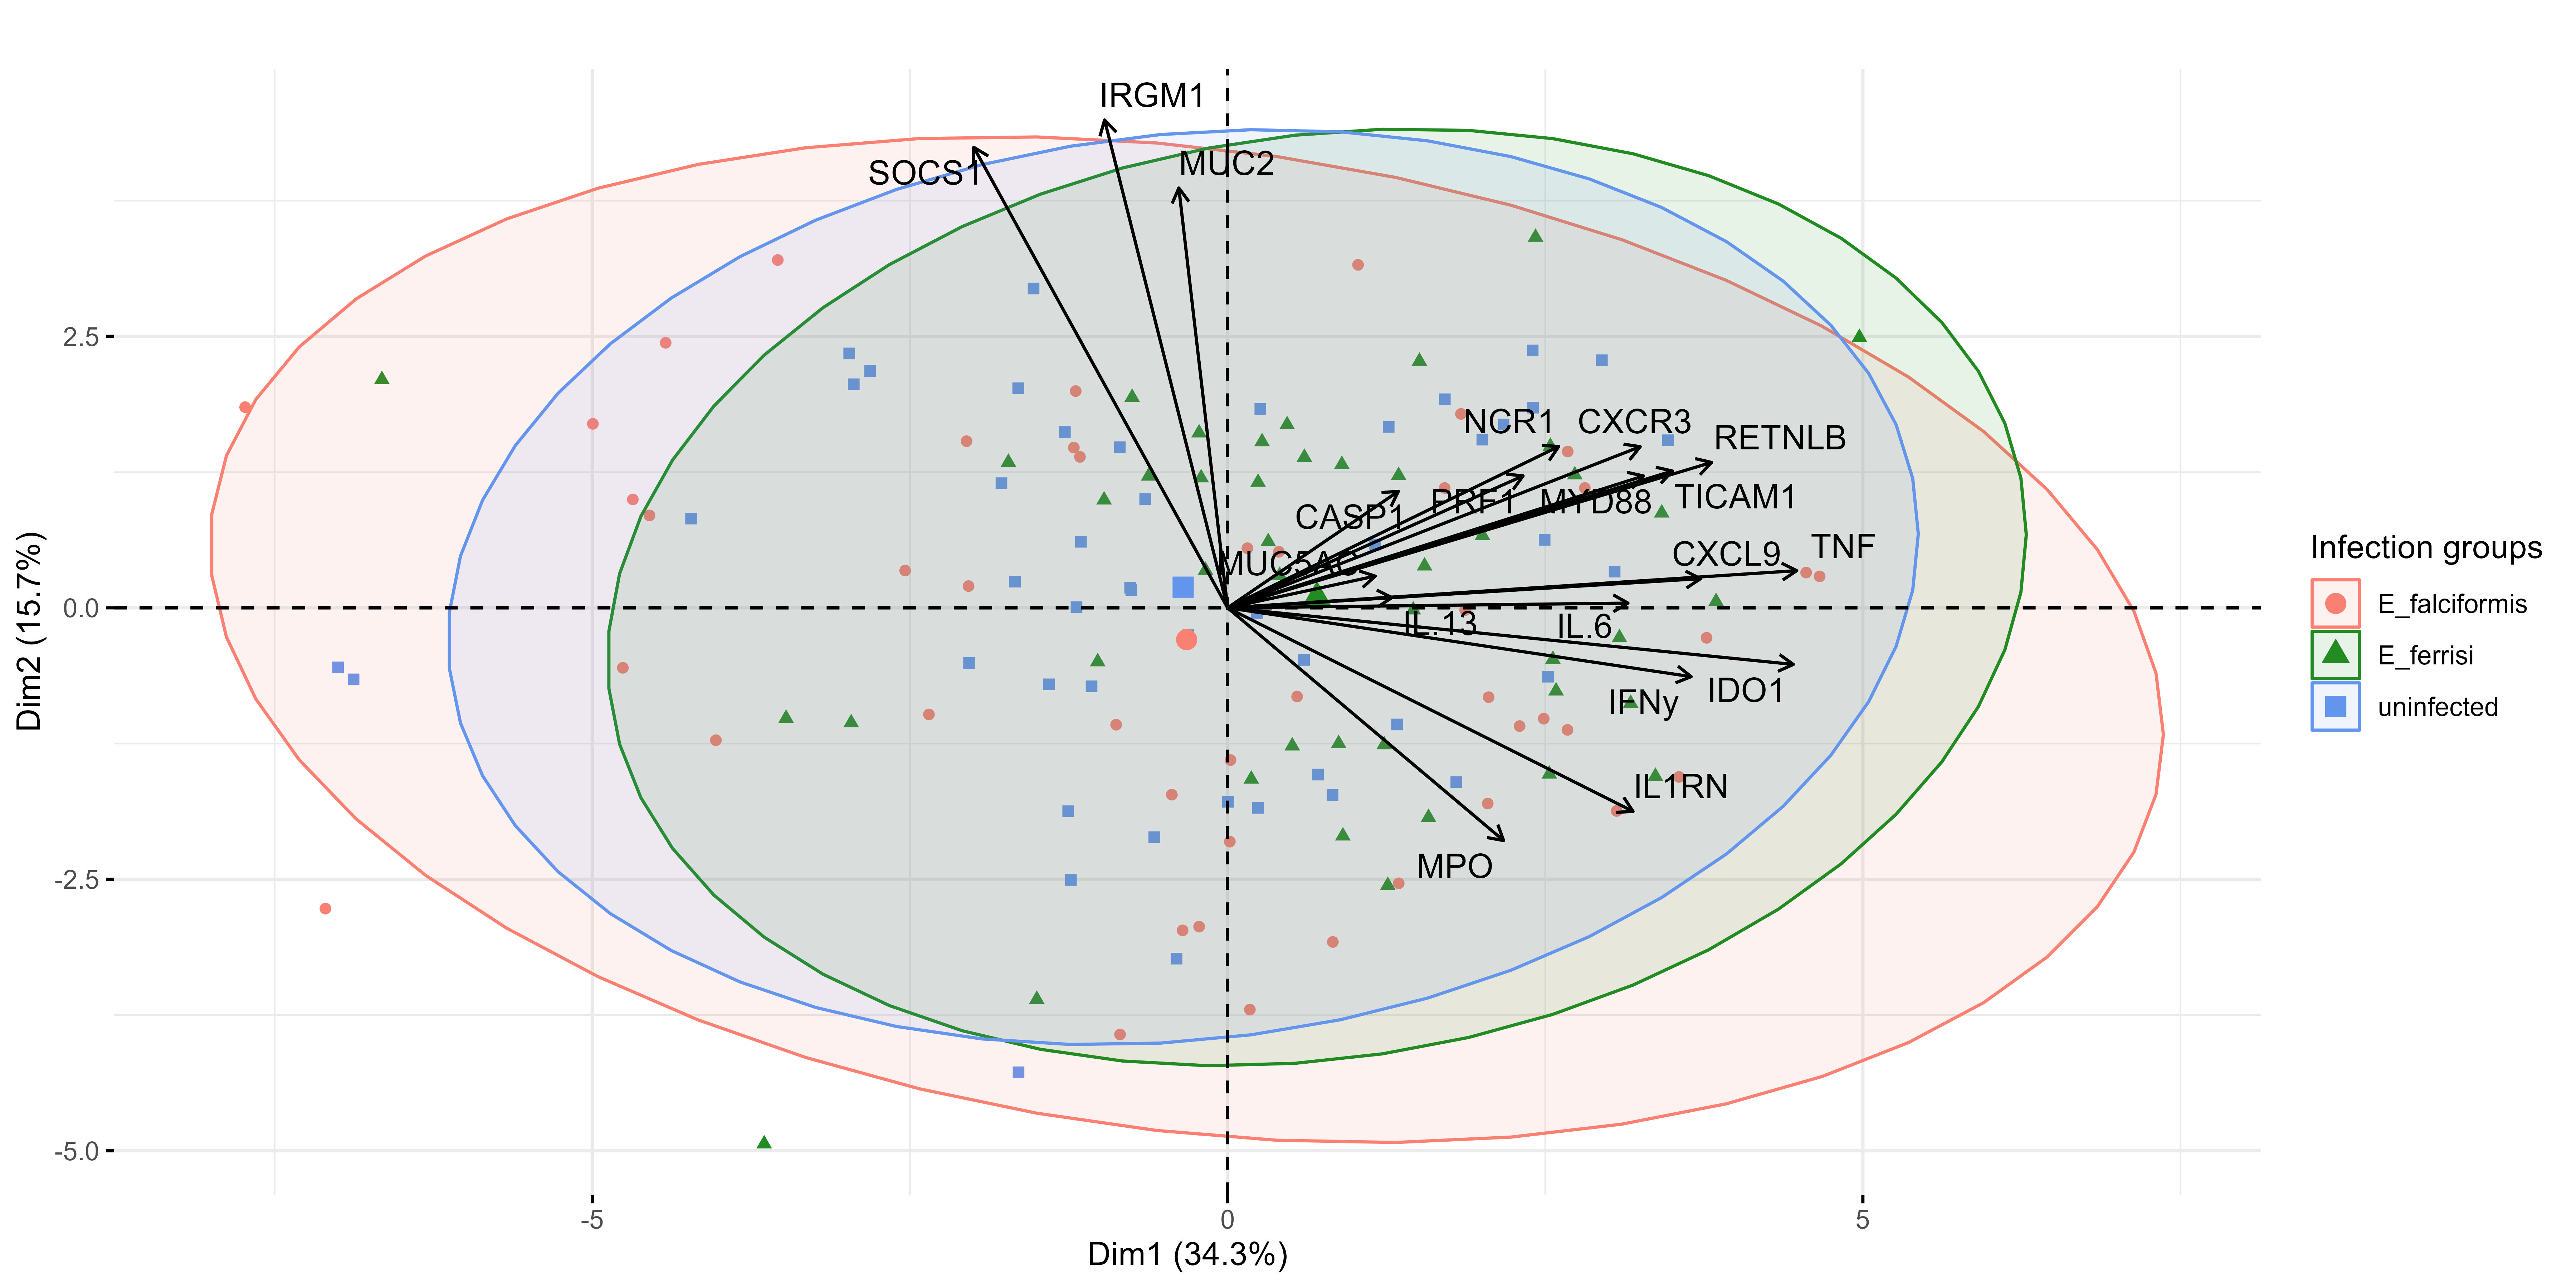 IRGM1
SOCS1
MUC2
2.5
NCR1
CXCR3
RETNLB
CASP1
PRF1
MYD88
TICAM1
MUC5AC
CXCL9
TNF
0.0
IL.13
IL.6
IFNy
IDO1
IL1RN
MPO
-2.5
-5.0
Dim2 (15.7%)
-5
0
5
Dim1 (34.3%)
Infection groups
E_falciformis
E_ferrisi
uninfected